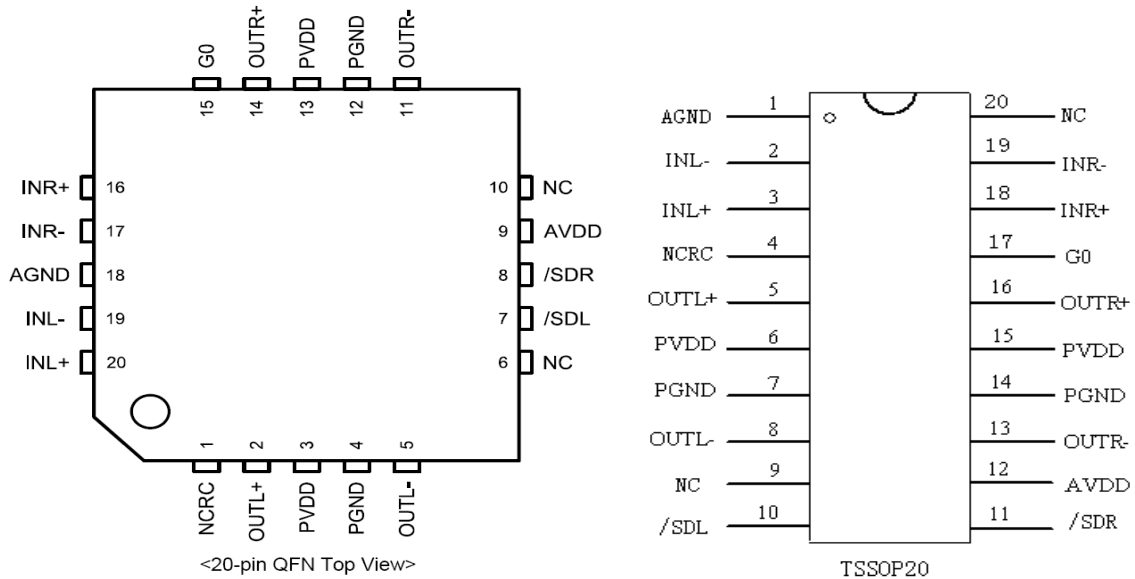 G0 OUTR+ PVDD PGND OUTR-
15 14 13 12 11
INR+ 16 10 NC
INR- 17 9 AVDD
AGND 18 8 /SDR
INL- 19 7 /SDL
INL+ 20 6 NC
1 2 3 4 5
NCRC OUTL+ PVDD PGND OUTL-
<20-pin QFN Top View>
AGND 1 20 NC
INL- 2 19 INR-
INL+ 3 18 INR+
NCRC 4 17 G0
OUTL+ 5 16 OUTR+
PVDD 6 15 PVDD
PGND 7 14 PGND
OUTL- 8 13 OUTR-
NC 9 12 AVDD
/SDL 10 11 /SDR
TSSOP20